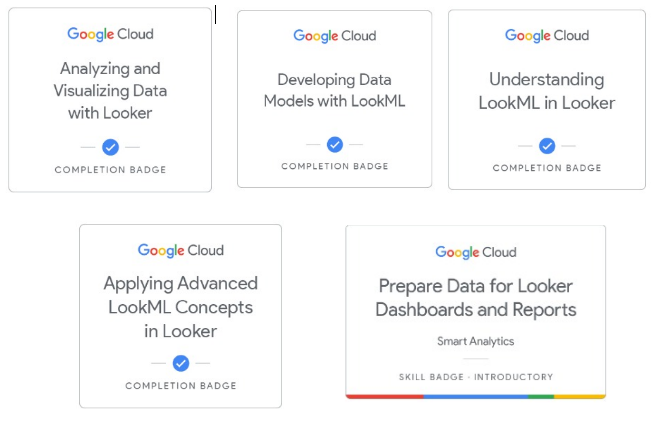 Google Cloud
Analyzing and
Visualizing Data
with Looker
COMPLETION BADGE
Google Cloud
Developing Data
Models with LookML
COMPLETION BADGE
Google Cloud
Understanding
LookML in Looker
COMPLETION BADGE
Google Cloud
Applying Advanced
LookML Concepts
in Looker
COMPLETION BADGE
Google Cloud
Prepare Data for Looker
Dashboards and Reports
Smart Analytics
SKILL BADGE · INTRODUCTORY